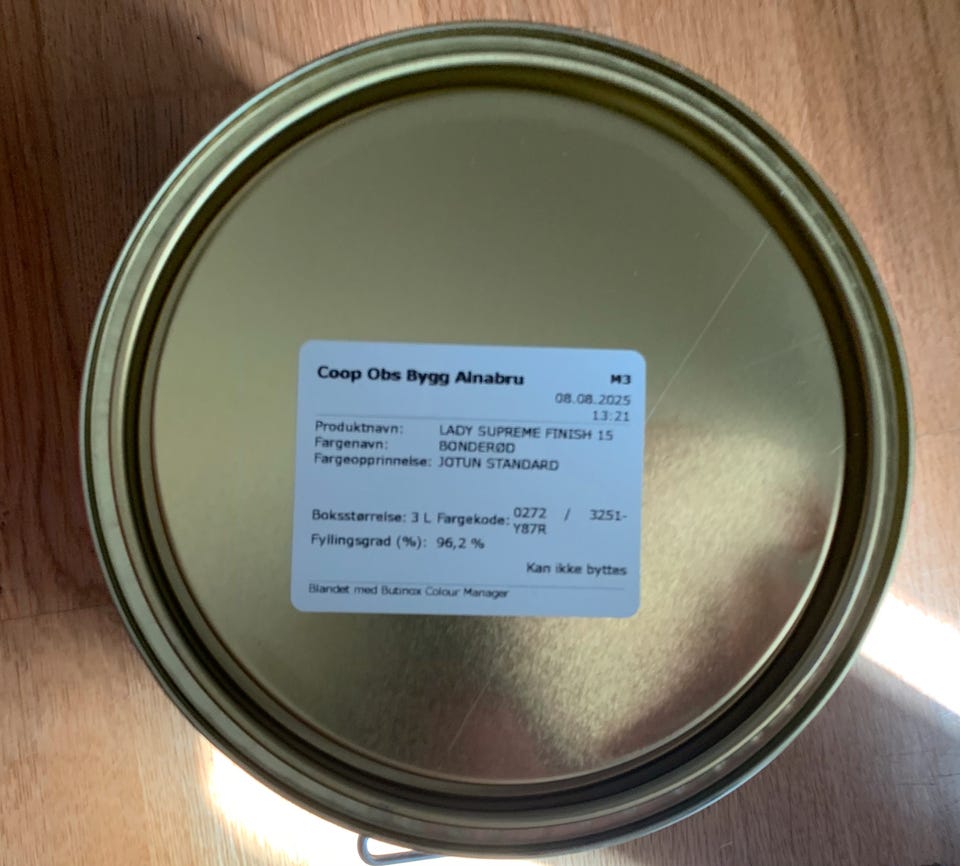 Coop Obs Bygg Alnabru M3
08.08.2025
13:21
Produktnavn: LADY SUPREME FINISH 15
Fargenavn: BONDERØD
Fargeopprinnelse: JOTUN STANDARD
Boksstørrelse: 3 L Fargekode: 0272 / 3251-
Y87R
Fyllingsgrad (%): 96,2 %
Kan ikke byttes
Blandet med Butinox Colour Manager